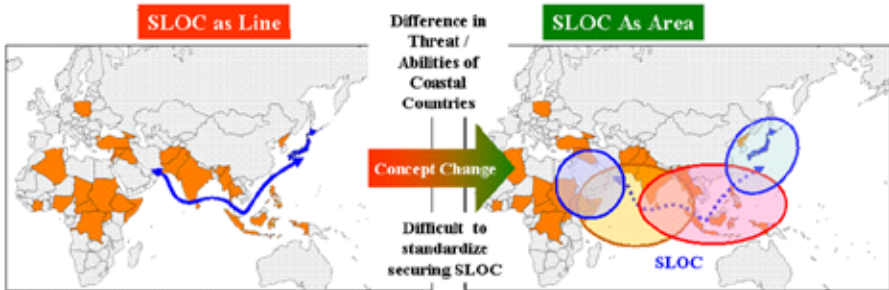 SLOC as Line
Difference in
Threat /
Abilities of
Coastal
Countries
SLOC As Area
Concept Change
Difficult to
standardize
securing SLOC
SLOC